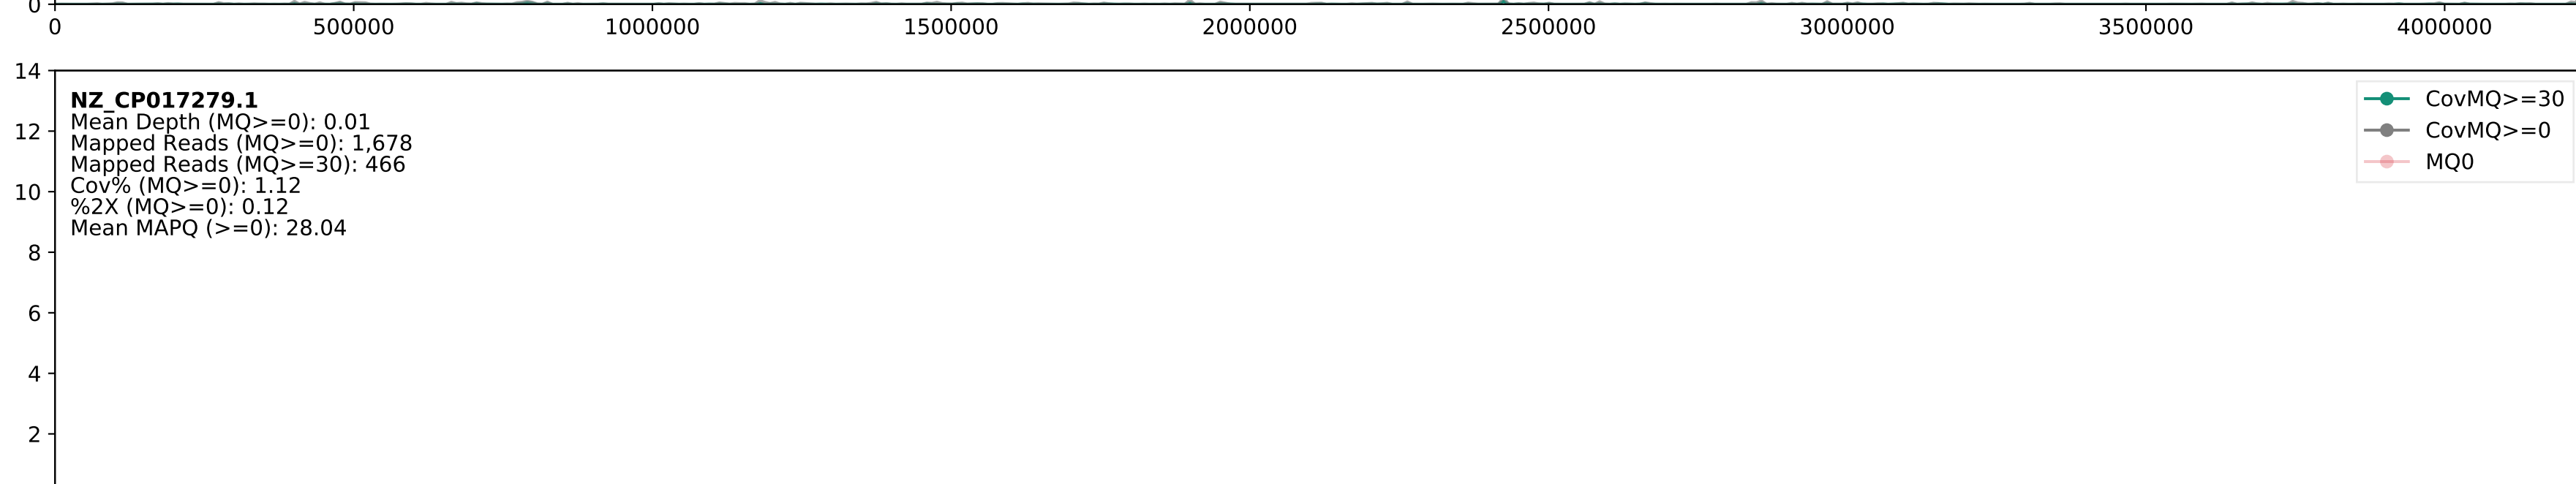 0
0 500000 1000000 1500000 2000000 2500000 3000000 3500000 4000000
14
NZ_CP017279.1
Mean Depth (MQ>=0): 0.01
Mapped Reads (MQ>=0): 1,678
Mapped Reads (MQ>=30): 466
Cov% (MQ>=0): 1.12
%2X (MQ>=0): 0.12
Mean MAPQ (>=0): 28.04
CovMQ>=30
CovMQ>=0
MQ0
12
10
8
6
4
2